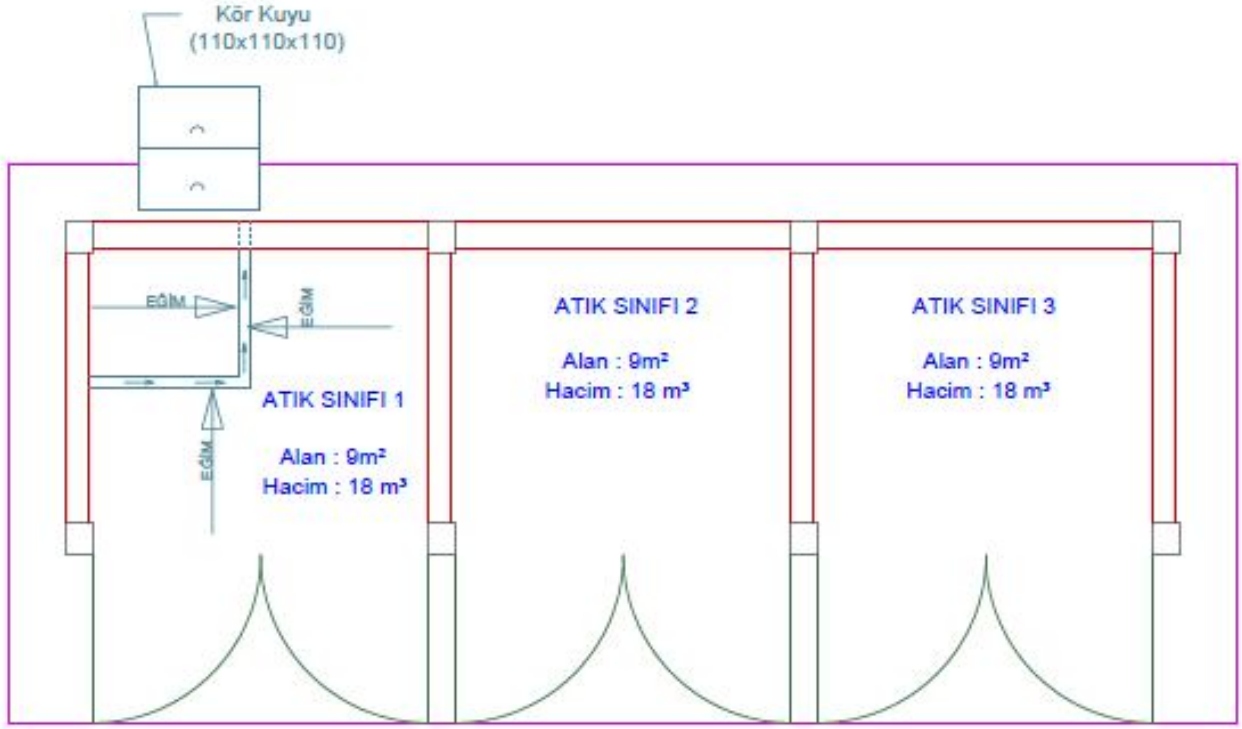 Kör Kuyu
(110x110x110)
EĞİM
EĞİM
ATIK SINIFI 2
Alan : 9m²
Hacim : 18 m³
ATIK SINIFI 3
Alan : 9m²
Hacim : 18 m³
ATIK SINIFI 1
Alan : 9m²
Hacim : 18 m³
EĞİM